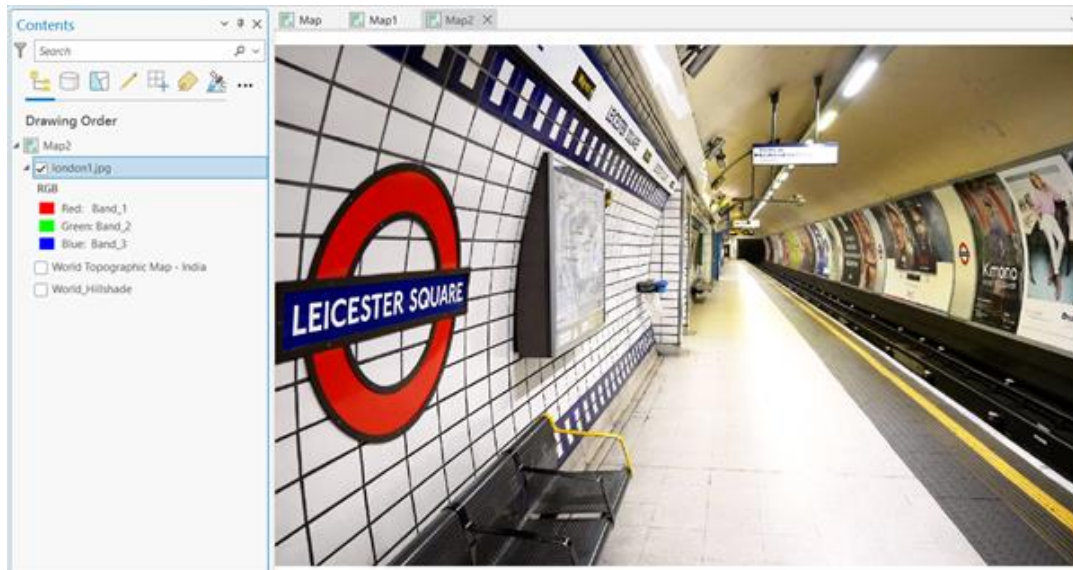 Contents
Search
Drawing Order
Map2
london1.jpg
RGB
Red: Band_1
Green: Band_2
Blue: Band_3
World Topographic Map - India
World_Hillshade
Map
Map1
Map2
LEICESTER SQUARE
LEICESTER SQUARE
Kimono